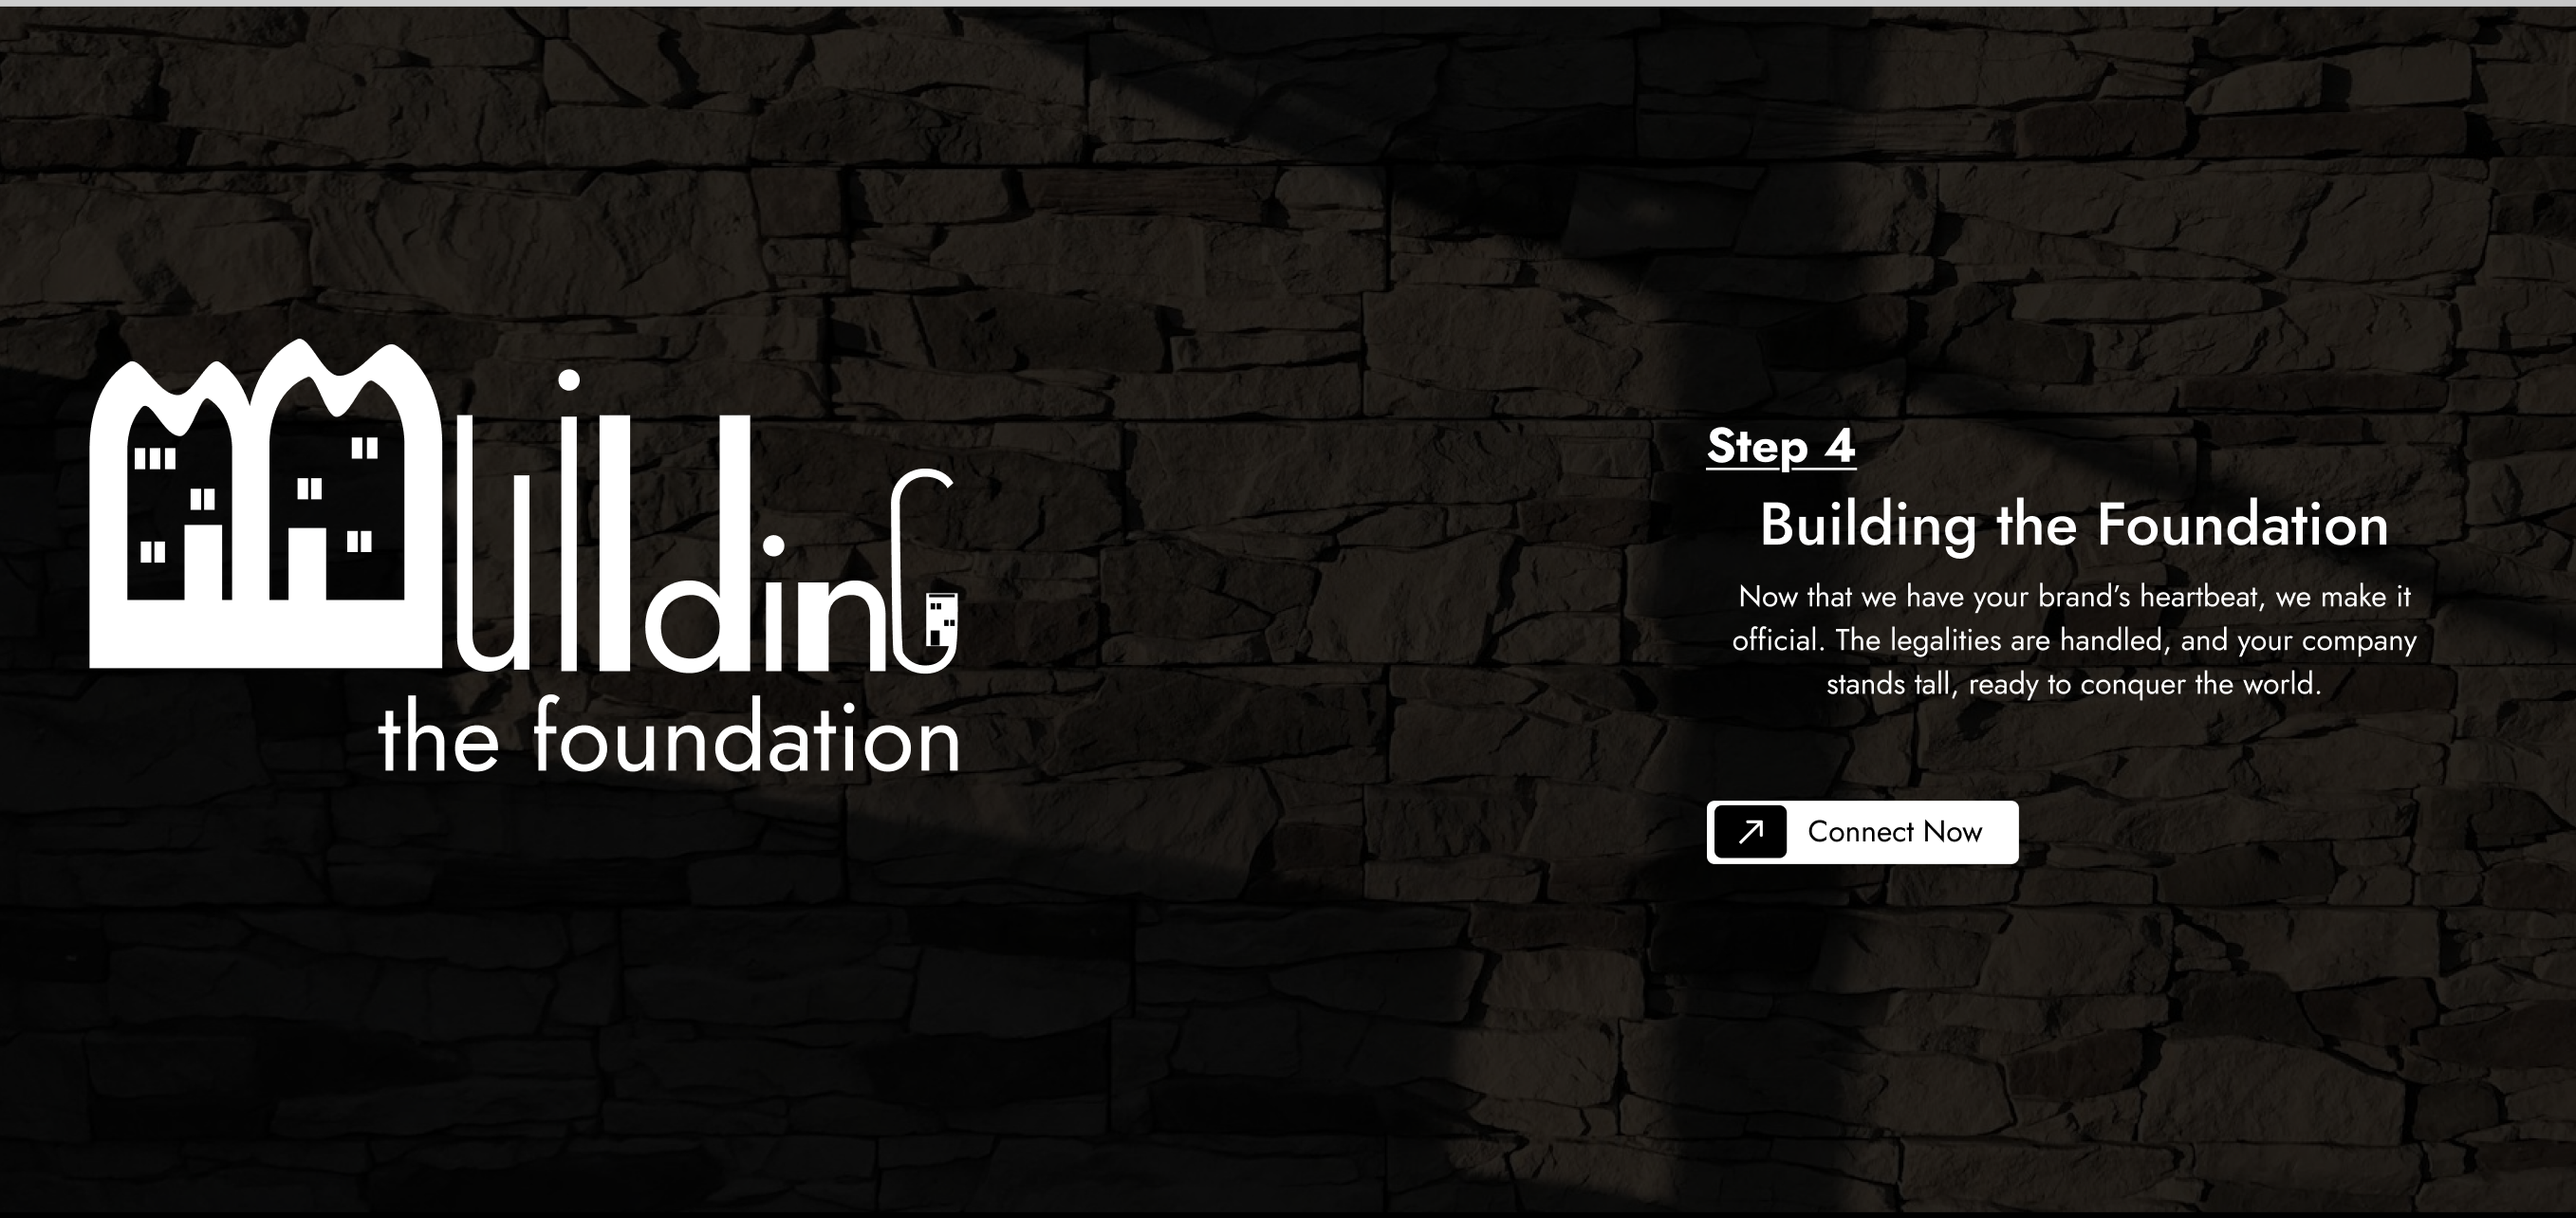 Building
the foundation
Step 4
Building the Foundation
Now that we have your brand’s heartbeat, we make it
official. The legalities are handled, and your company
stands tall, ready to conquer the world.
Connect Now